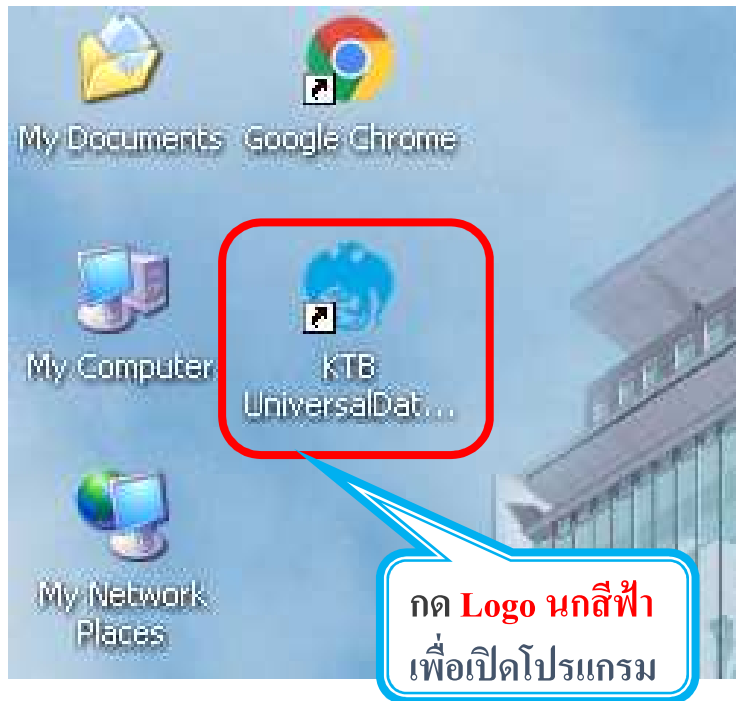 My Documents
Google Chrome
My Computer
KTB
UniversalDat...
My Network
Places
กด Logo นกสีฟ้า
เพื่อเปิดโปรแกรม